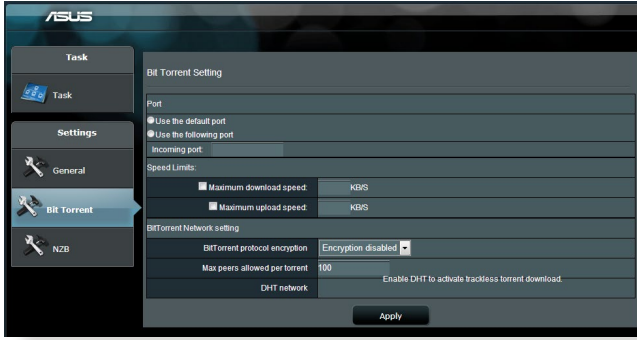 ASUS
Task
Task
Settings
General
Bit Torrent
NZB
Bit Torrent Setting
Port
Use the default port
Use the following port
Incoming port:
Speed Limits:
Maximum download speed: KB/S
Maximum upload speed: KB/S
BitTorrent Network setting
BitTorrent protocol encryption Encryption disabled
Max peers allowed per torrent 100
DHT network Enable DHT to activate trackless torrent download.
Apply